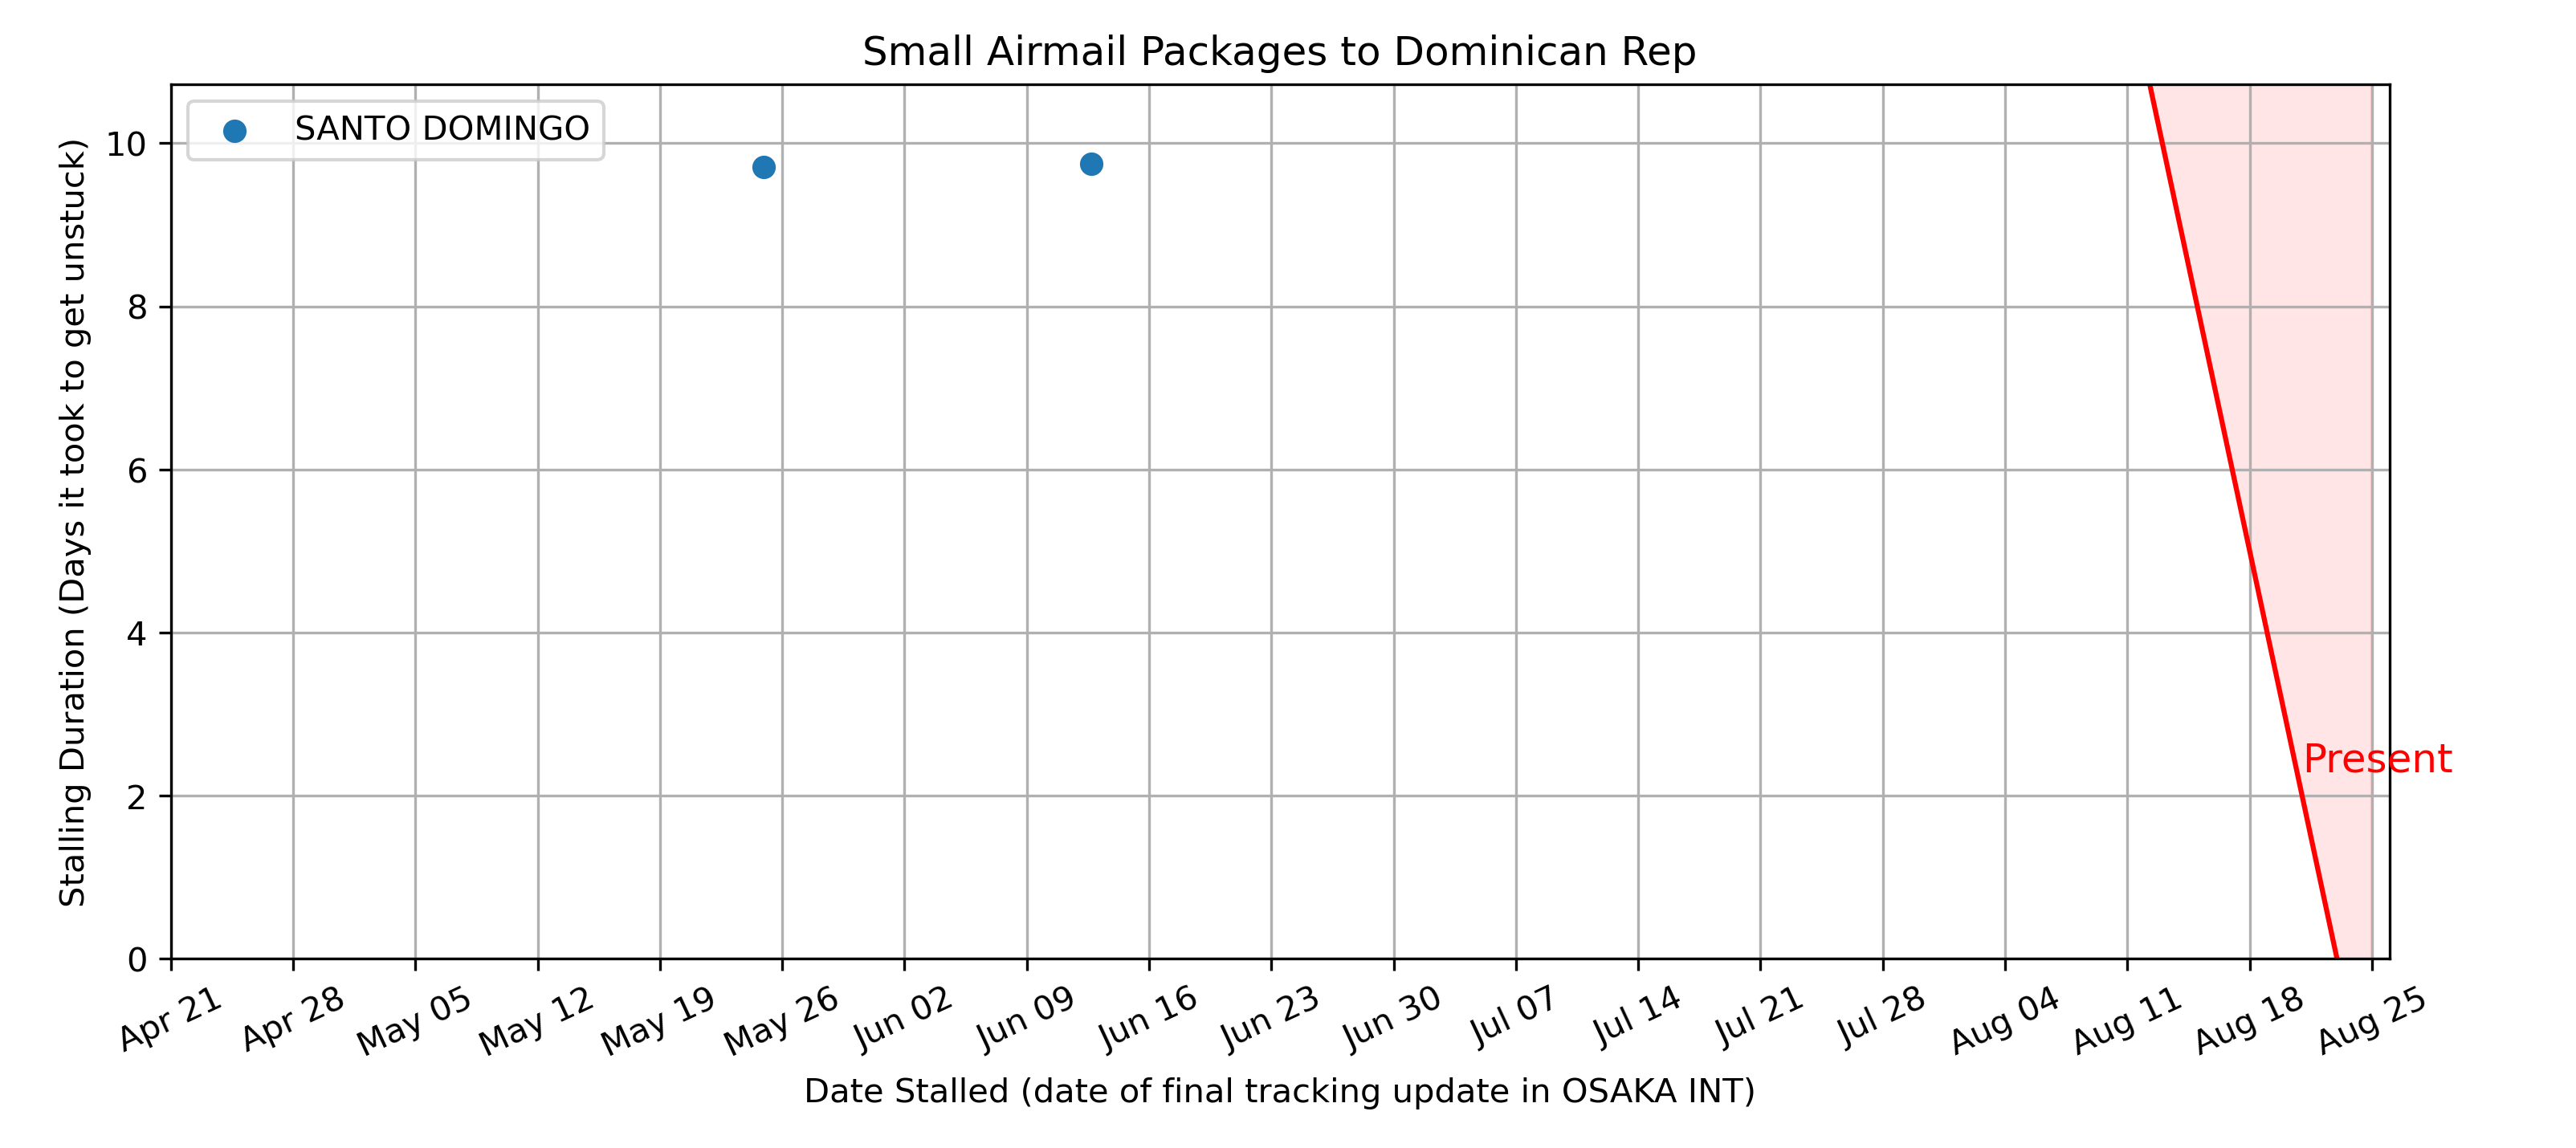 Small Airmail Packages to Dominican Rep
SANTO DOMINGO
Stalling Duration (Days it took to get unstuck)
10
8
6
4
2
0
Present
Apr 21 Apr 28 May 05 May 12 May 19 May 26 Jun 02 Jun 09 Jun 16 Jun 23 Jun 30 Jul 07 Jul 14 Jul 21 Jul 28 Aug 04 Aug 11 Aug 18 Aug 25
Date Stalled (date of final tracking update in OSAKA INT)